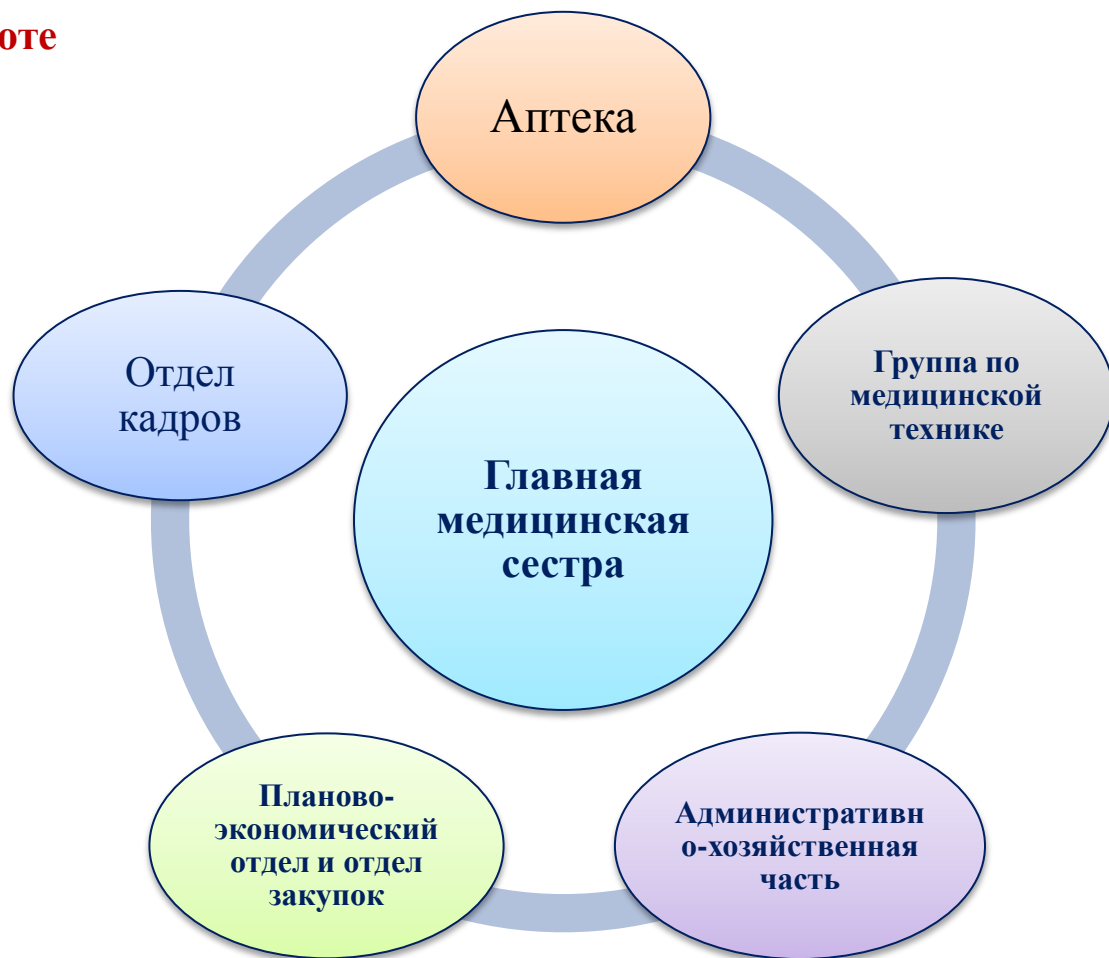 оте
Аптека
Группа по
медицинской
технике
Отдел
кадров
Главная
медицинская
сестра
Планово-
экономический
отдел и отдел
закупок
Административн
о-хозяйственная
часть